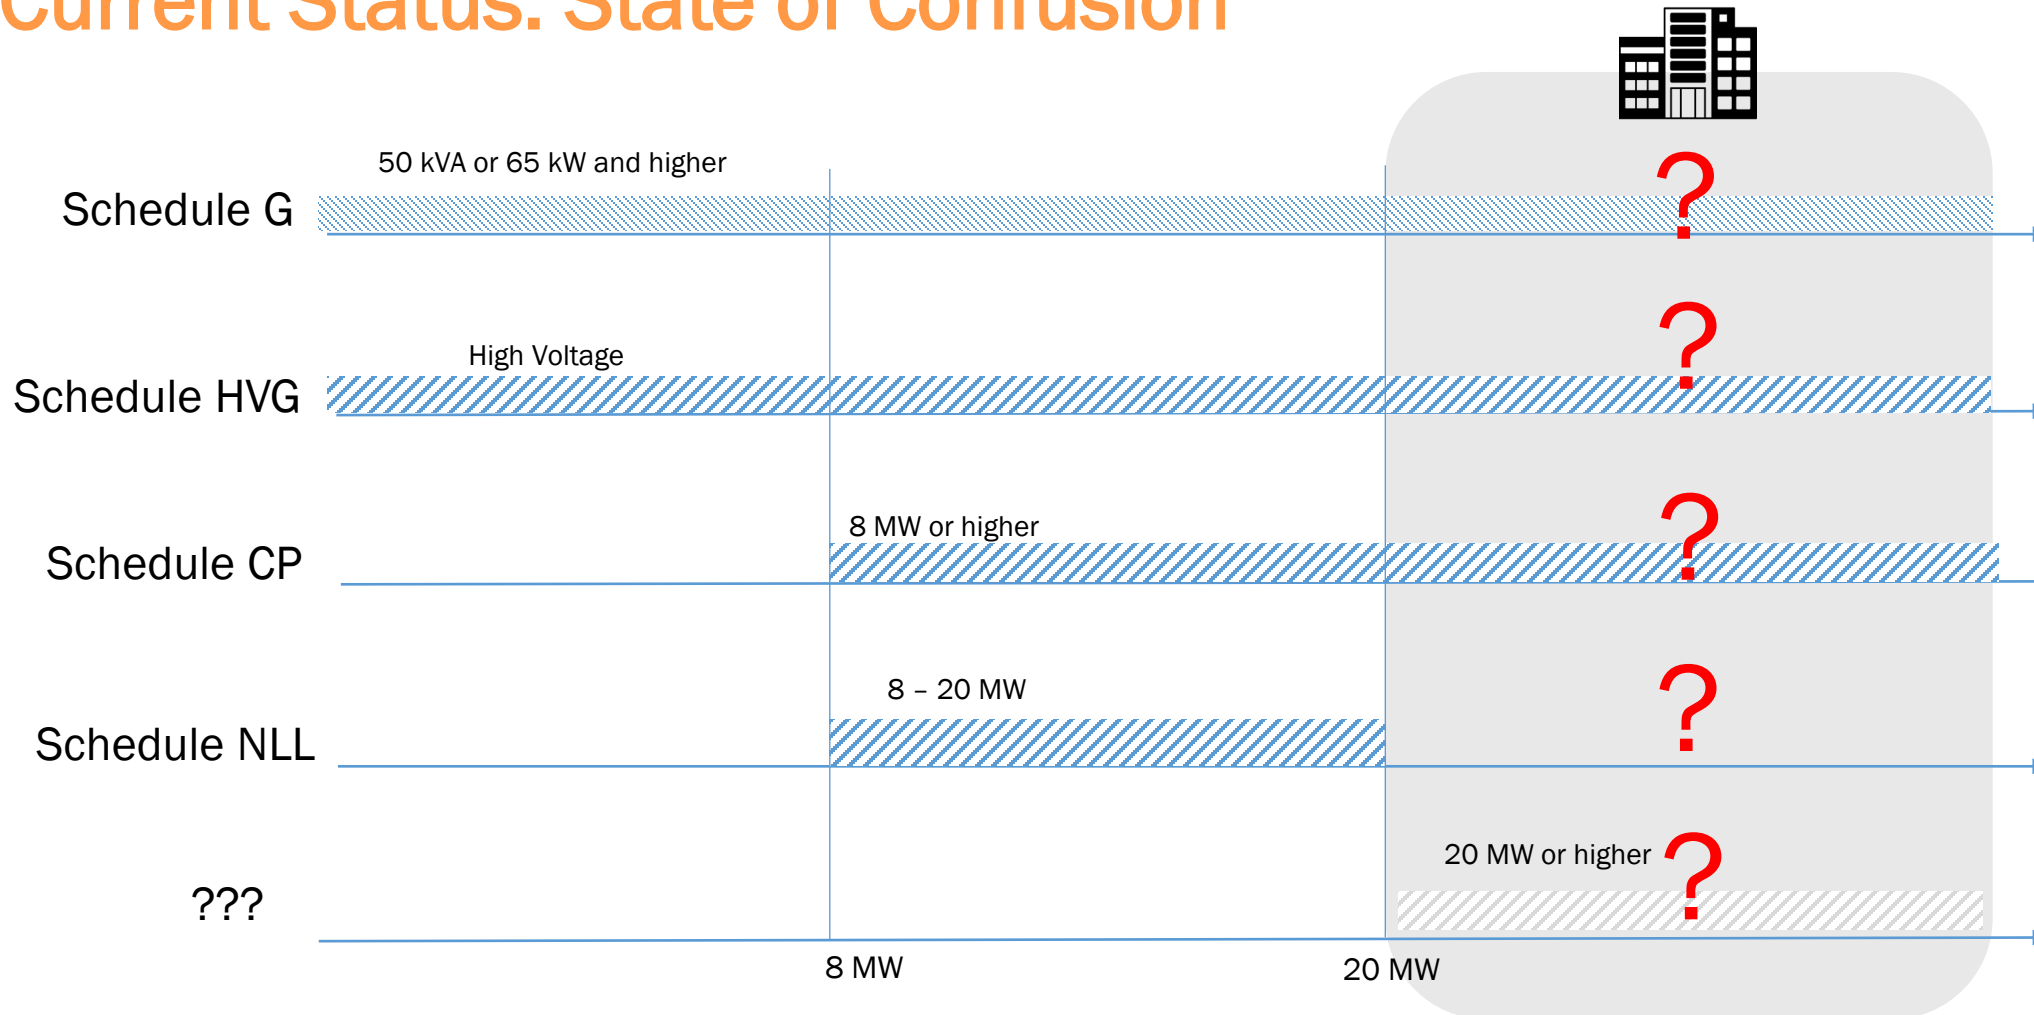 Current Status: State of Confusion
50 kVA or 65 kW and higher
Schedule G
?
High Voltage
Schedule HVG
?
8 MW or higher
Schedule CP
?
8 – 20 MW
Schedule NLL
?
20 MW or higher
?
???
8 MW
20 MW